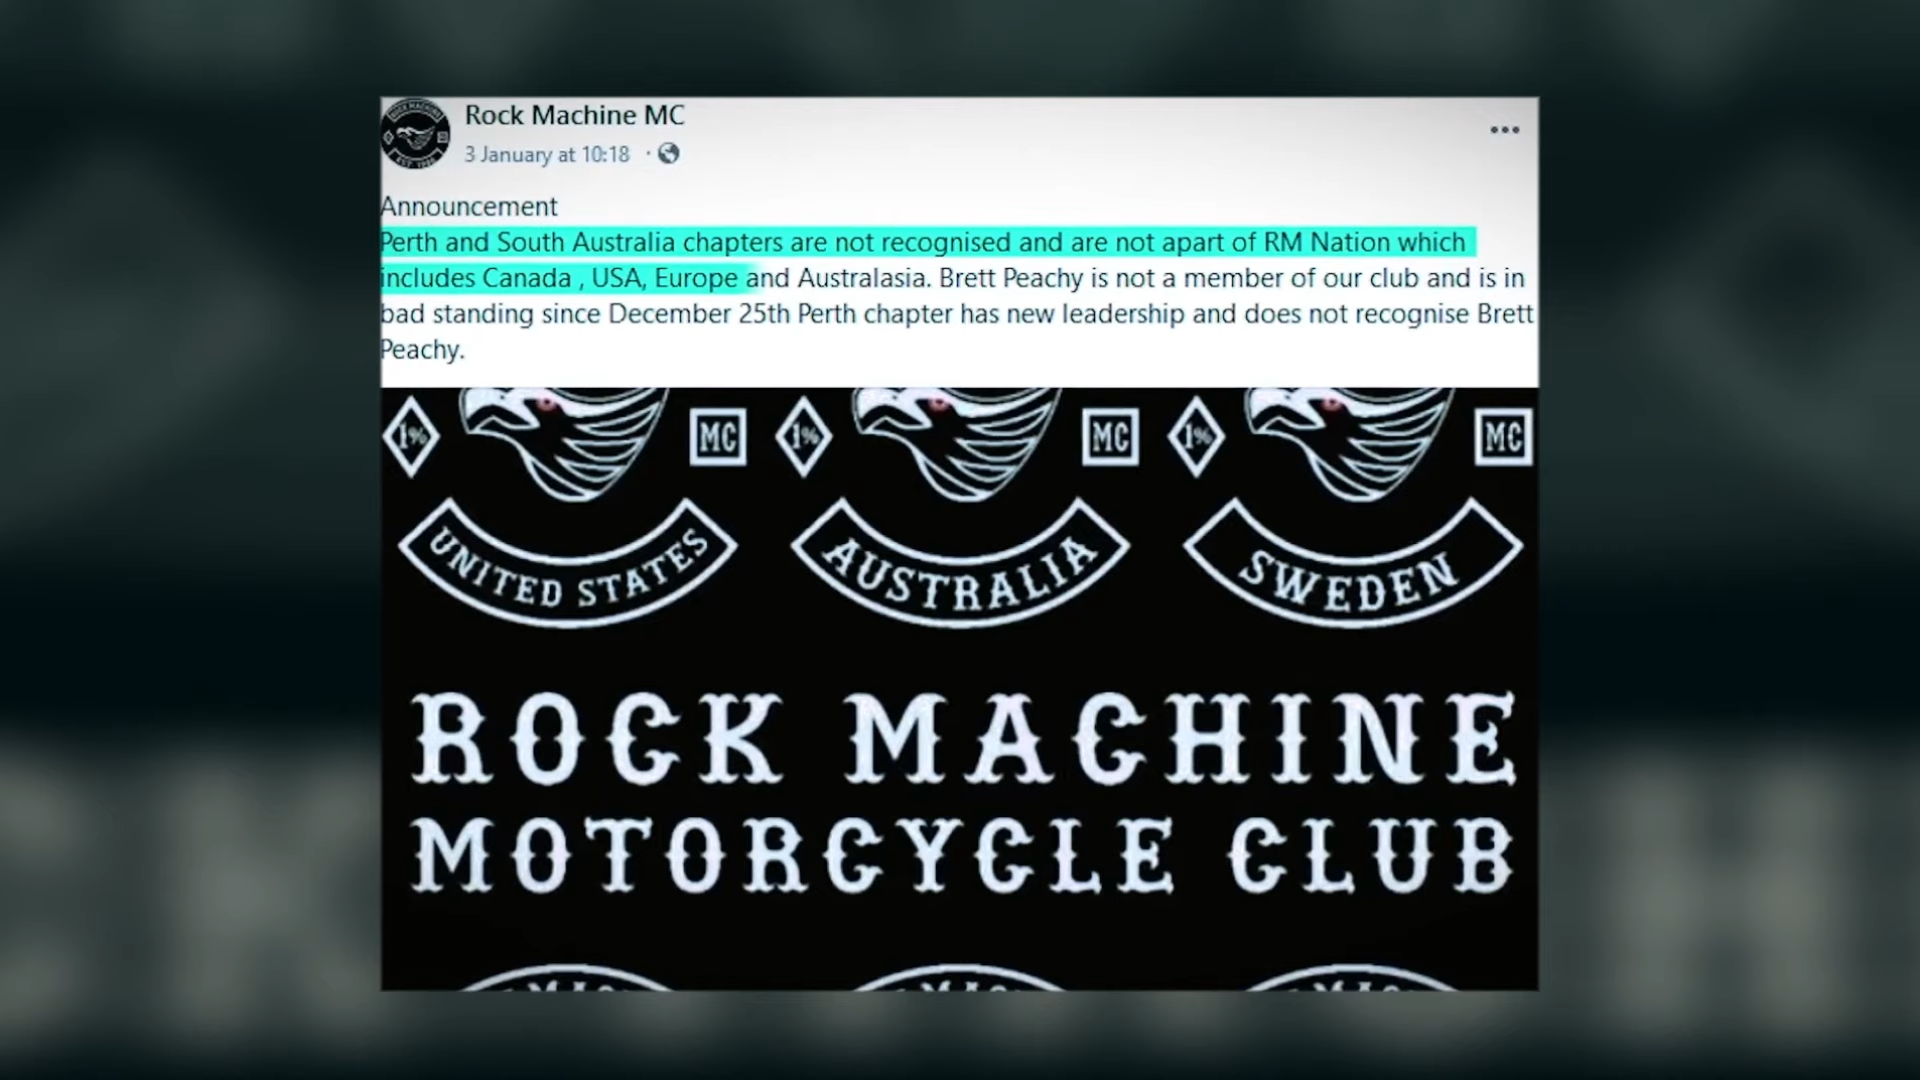 Rock Machine MC
3 January at 10:18 ·
Announcement
Perth and South Australia chapters are not recognised and are not apart of RM Nation which
includes Canada , USA, Europe and Australasia. Brett Peachy is not a member of our club and is in
bad standing since December 25th Perth chapter has new leadership and does not recognise Brett
Peachy.
1% MC 1% MC 1% MC
UNITED STATES AUSTRALIA SWEDEN
ROCK MACHINE
MOTORCYCLE CLUB